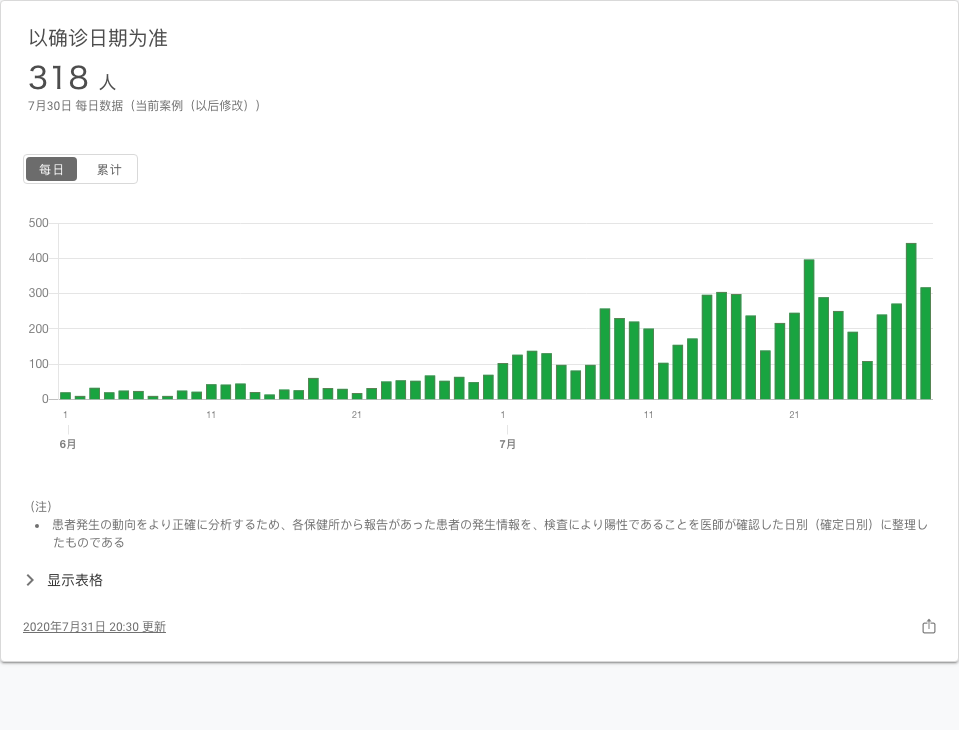 以确诊日期为准
318 人
7月30日 每日数据（当前案例（以后修改））
每日 累计
500
400
300
200
100
0
1 11 21 1 11 21
6月 7月
（注）
• 患者発生の動向をより正確に分析するため、各保健所から報告があった患者の発生情報を、検査により陽性であることを医師が確認した日別（確定日別）に整理し
たものである
显示表格
2020年7月31日 20:30 更新